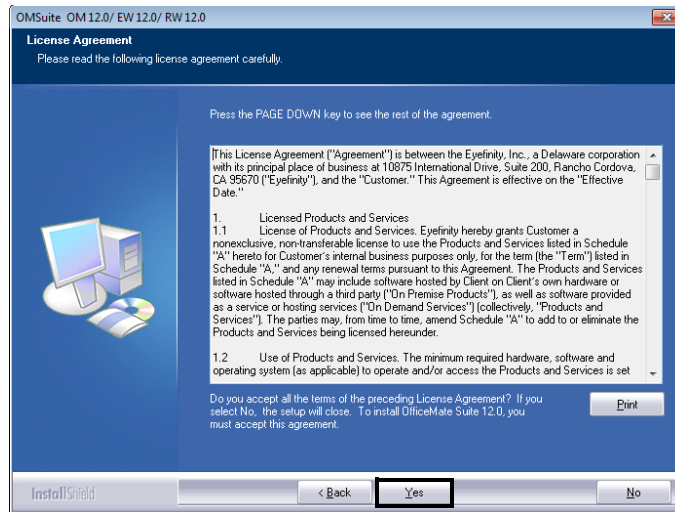 OMSuite OM 12.0/ EW 12.0/ RW 12.0
License Agreement
Please read the following license agreement carefully.
Press the PAGE DOWN key to see the rest of the agreement.
This License Agreement ("Agreement") is between the Eyefinity, Inc., a Delaware corporation
with its principal place of business at 10875 International Drive, Suite 200, Rancho Cordova,
CA 95670 ("Eyefinity"), and the "Customer." This Agreement is effective on the "Effective
Date."
1. Licensed Products and Services
1.1 License of Products and Services. Eyefinity hereby grants Customer a
nonexclusive, non-transferable license to use the Products and Services listed in Schedule
"A" hereto for Customer's internal business purposes only, for the term (the "Term") listed in
Schedule "A," and any renewal terms pursuant to this Agreement. The Products and Services
listed in Schedule "A" may include software hosted by Client on Client's own hardware or
software hosted through a third party ("On Premise Products"), as well as software provided
as a service or hosting services ("On Demand Services") (collectively, "Products and
Services"). The parties may, from time to time, amend Schedule "A" to add to or eliminate the
Products and Services being licensed hereunder.
1.2 Use of Products and Services. The minimum required hardware, software and
operating system (as applicable) to operate and/or access the Products and Services is set
Do you accept all the terms of the preceding License Agreement? If you
select No, the setup will close. To install OfficeMate Suite 12.0, you
must accept this agreement.
Print
InstallShield
< Back
Yes
No